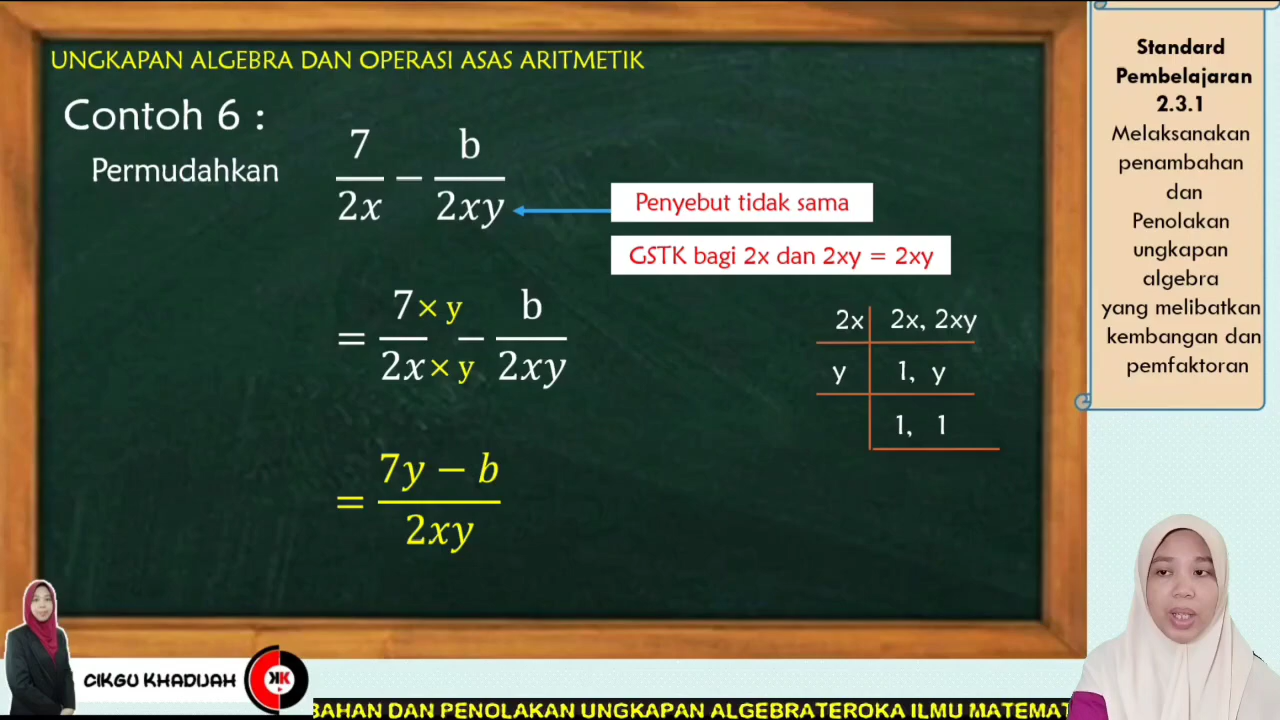 UNGKAPAN ALGEBRA DAN OPERASI ASAS ARITMETIK
Contoh 6 :
Permudahkan
7/2x − b/2xy
Penyebut tidak sama
GSTK bagi 2x dan 2xy = 2xy
= 7 × y/2x × y − b/2xy
2x | 2x, 2xy
y | 1, y
1, 1
= 7y − b/2xy
Standard
Pembelajaran
2.3.1
Melaksanakan
penambahan
dan
Penolakan
ungkapan
algebra
yang melibatkan
kembangan dan
pemfaktoran
CIKGU KHADIJAH
KK
BAHAN DAN PENOLAKAN UNGKAPAN ALGEBRATEROKA ILMU MATEMAT